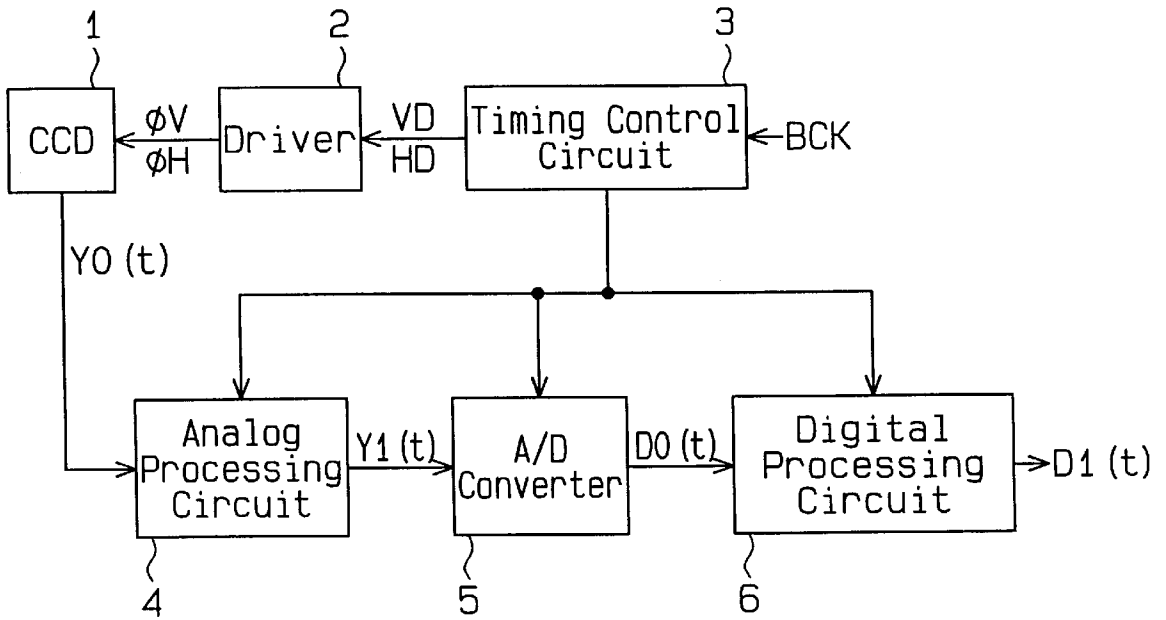 1
2
3
CCD
φV
φH
Driver
VD
HD
Timing Control
Circuit
BCK
Y0(t)
Analog
Processing
Circuit
Y1(t)
A/D
Converter
D0(t)
Digital
Processing
Circuit
D1(t)
4
5
6